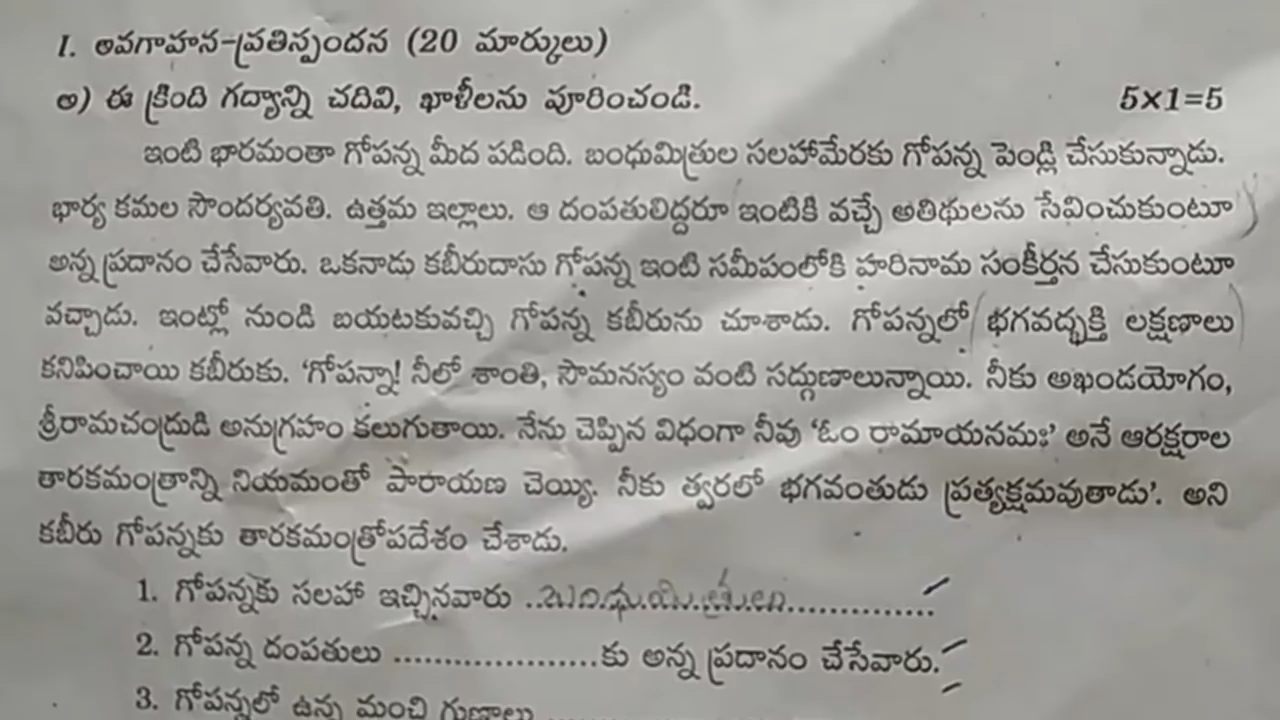 I. అవగాహన-ప్రతిస్పందన (20 మార్కులు)
అ) ఈ క్రింది గద్యాన్ని చదివి, ఖాళీలను పూరించండి. 5×1=5
ఇంటి భారమంతా గోపన్న మీద పడింది. బంధుమిత్రుల సలహామేరకు గోపన్న పెండ్లి చేసుకున్నాడు.
భార్య కమల సౌందర్యవతి. ఉత్తమ ఇల్లాలు. ఆ దంపతులిద్దరూ ఇంటికి వచ్చే అతిథులను సేవించుకుంటూ
అన్నప్రదానం చేసేవారు. ఒకనాడు కబీరుదాసు గోపన్న ఇంటి సమీపంలోకి హరినామ సంకీర్తన చేసుకుంటూ
వచ్చాడు. ఇంట్లో నుండి బయటకువచ్చి గోపన్న కబీరును చూశాడు. గోపన్నలో భగవద్భక్తి లక్షణాలు
కనిపించాయి కబీరుకు. 'గోపన్నా! నీలో శాంతి, సౌమనస్యం వంటి సద్గుణాలున్నాయి. నీకు అఖండయోగం,
శ్రీరామచంద్రుడి అనుగ్రహం కలుగుతాయి. నేను చెప్పిన విధంగా నీవు 'ఓం రామాయనమః' అనే ఆరక్షరాల
తారకమంత్రాన్ని నియమంతో పారాయణ చెయ్యి. నీకు త్వరలో భగవంతుడు ప్రత్యక్షమవుతాడు'. అని
కబీరు గోపన్నకు తారకమంత్రోపదేశం చేశాడు.
1. గోపన్నకు సలహా ఇచ్చినవారు ..బంధుమిత్రులు..............
2. గోపన్న దంపతులు ....................కు అన్నప్రదానం చేసేవారు.
3. గోపన్నలో ఉన్న మంచి గుణాలు ........